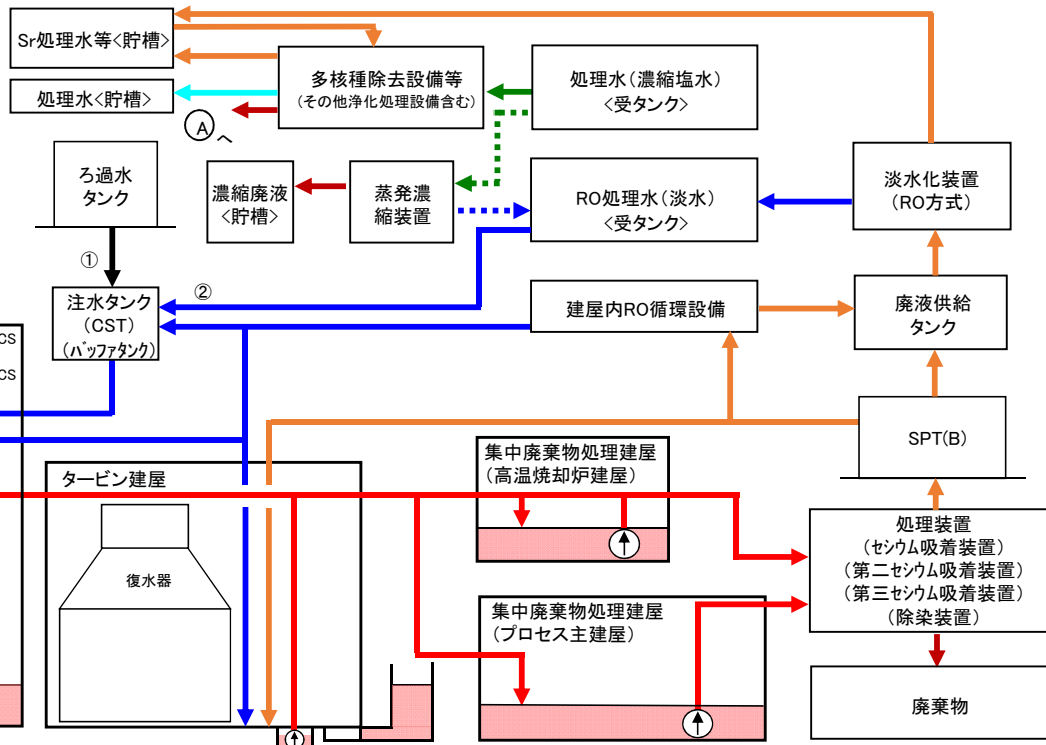 Sr処理水等<貯槽>
多核種除去設備等
(その他浄化処理設備含む)
処理水(濃縮塩水)
<受タンク>
処理水<貯槽>
A へ
ろ過水
タンク
濃縮廃液
<貯槽>
蒸発濃
縮装置
RO処理水(淡水)
<受タンク>
淡水化装置
(RO方式)
①
②
注水タンク
(CST)
(バッファタンク)
建屋内RO循環設備
廃液供給
タンク
CS
CS
SPT(B)
タービン建屋
復水器
集中廃棄物処理建屋
(高温焼却炉建屋)
処理装置
(セシウム吸着装置)
(第二セシウム吸着装置)
(第三セシウム吸着装置)
(除染装置)
集中廃棄物処理建屋
(プロセス主建屋)
廃棄物